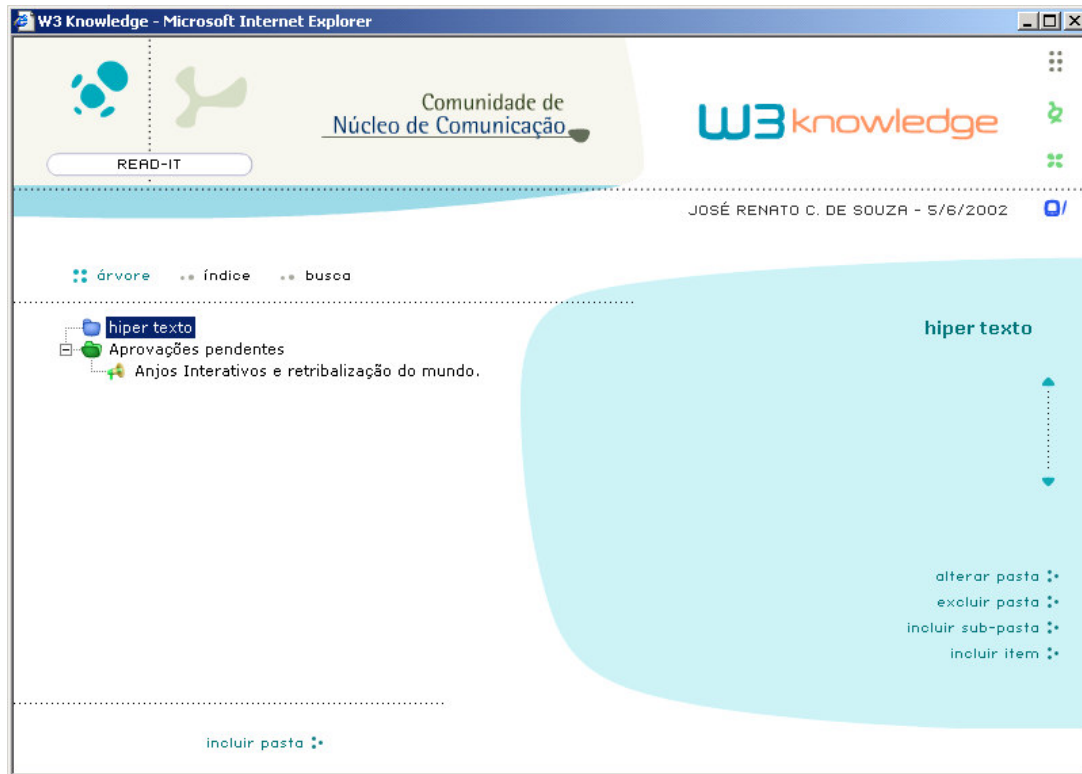 W3 Knowledge - Microsoft Internet Explorer
Comunidade de
Núcleo de Comunicação
W3 knowledge
READ-IT
JOSÉ RENATO C. DE SOUZA - 5/6/2002
árvore índice busca
hiper texto
Aprovações pendentes
Anjos Interativos e retribalização do mundo.
hiper texto
alterar pasta
excluir pasta
incluir sub-pasta
incluir item
incluir pasta